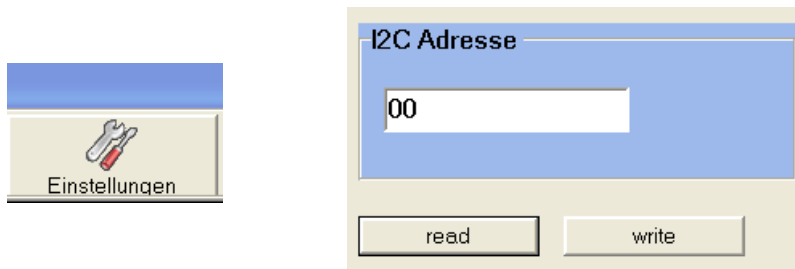 I2C Adresse
00
Einstellungen
read
write